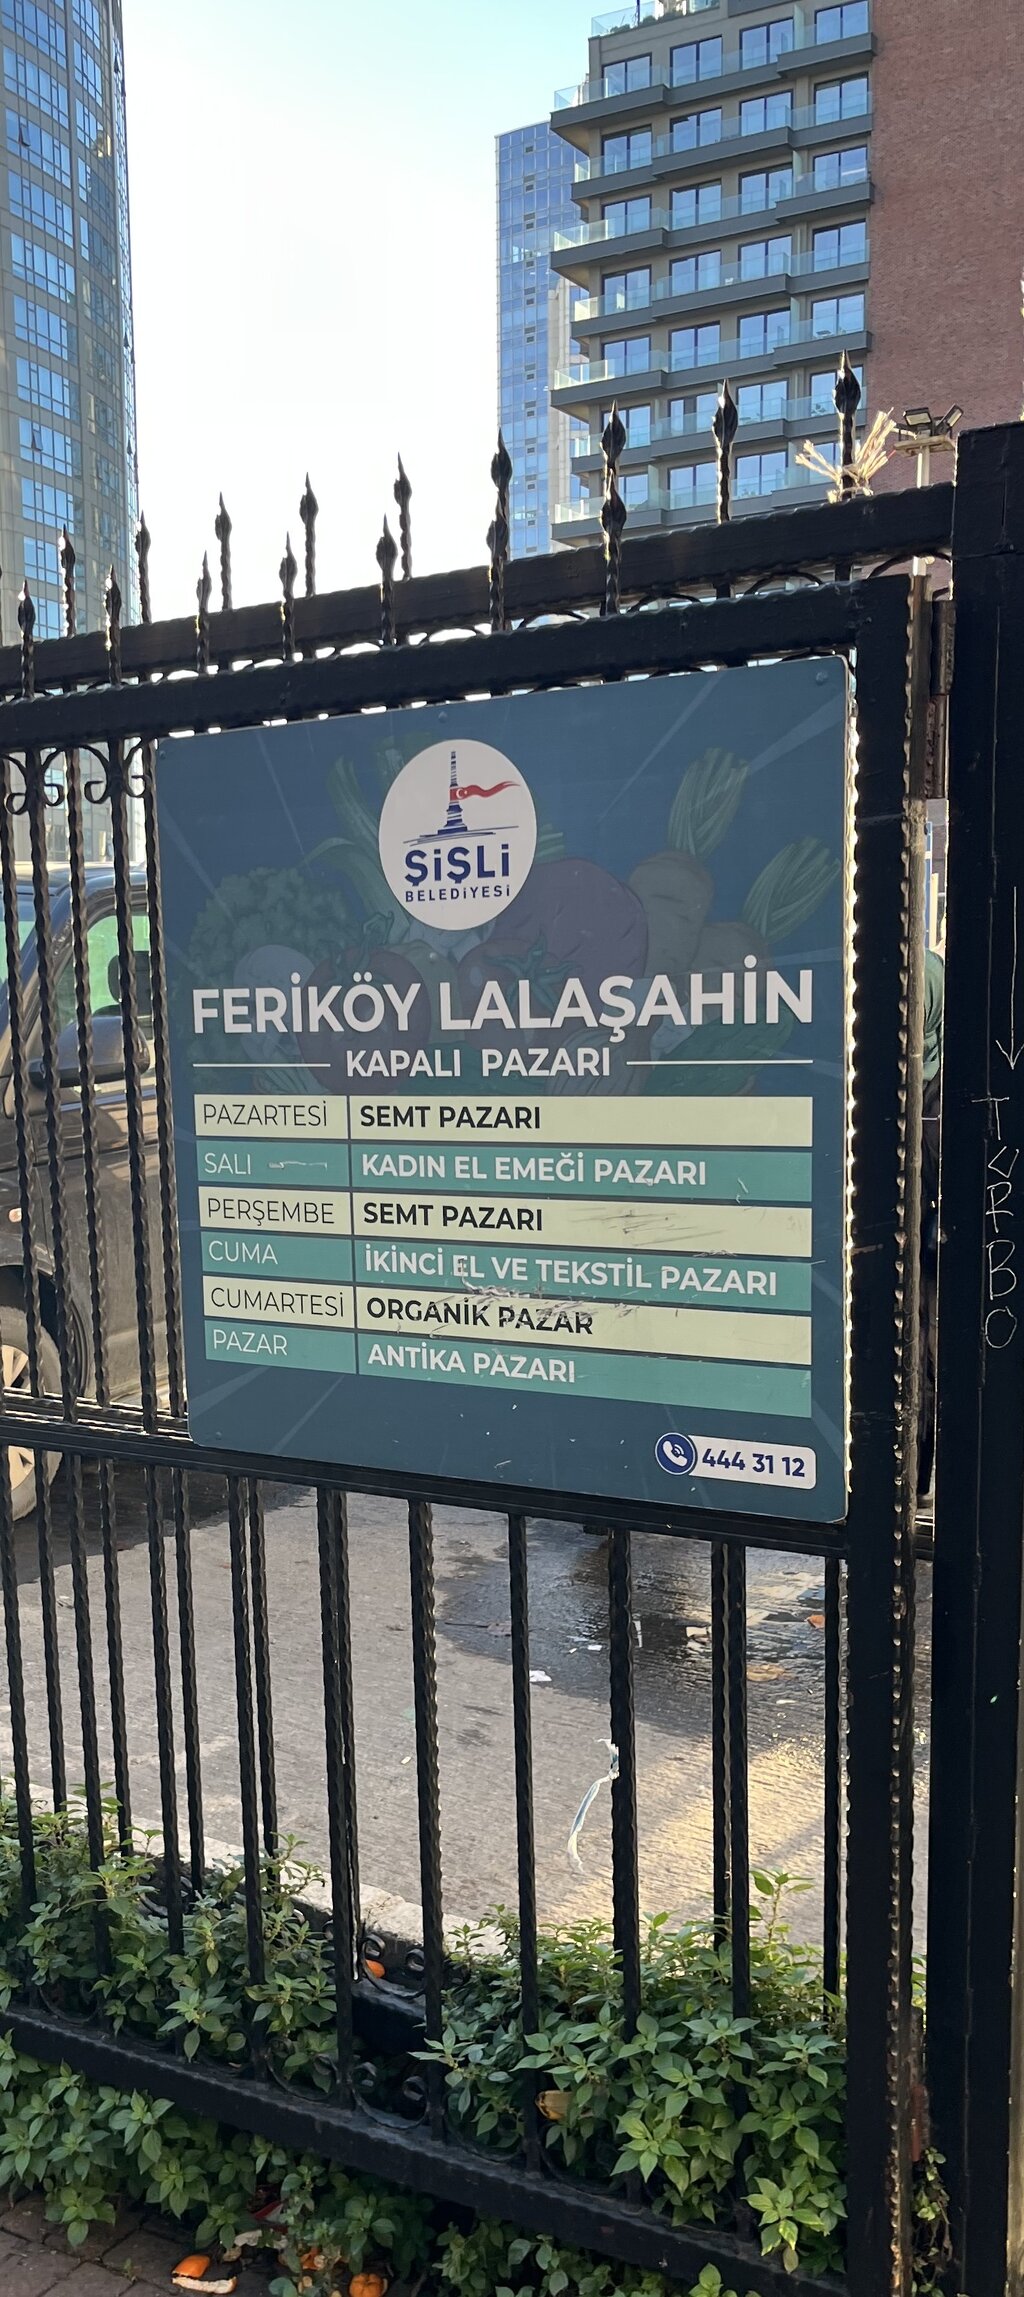 ŞİŞLİ
BELEDİYESİ
FERİKÖY LALAŞAHİN
KAPALI PAZARI
PAZARTESİ SEMT PAZARI
SALI KADIN EL EMEĞİ PAZARI
PERŞEMBE SEMT PAZARI
CUMA İKİNCİ EL VE TEKSTİL PAZARI
CUMARTESİ ORGANİK PAZAR
PAZAR ANTİKA PAZARI
444 31 12